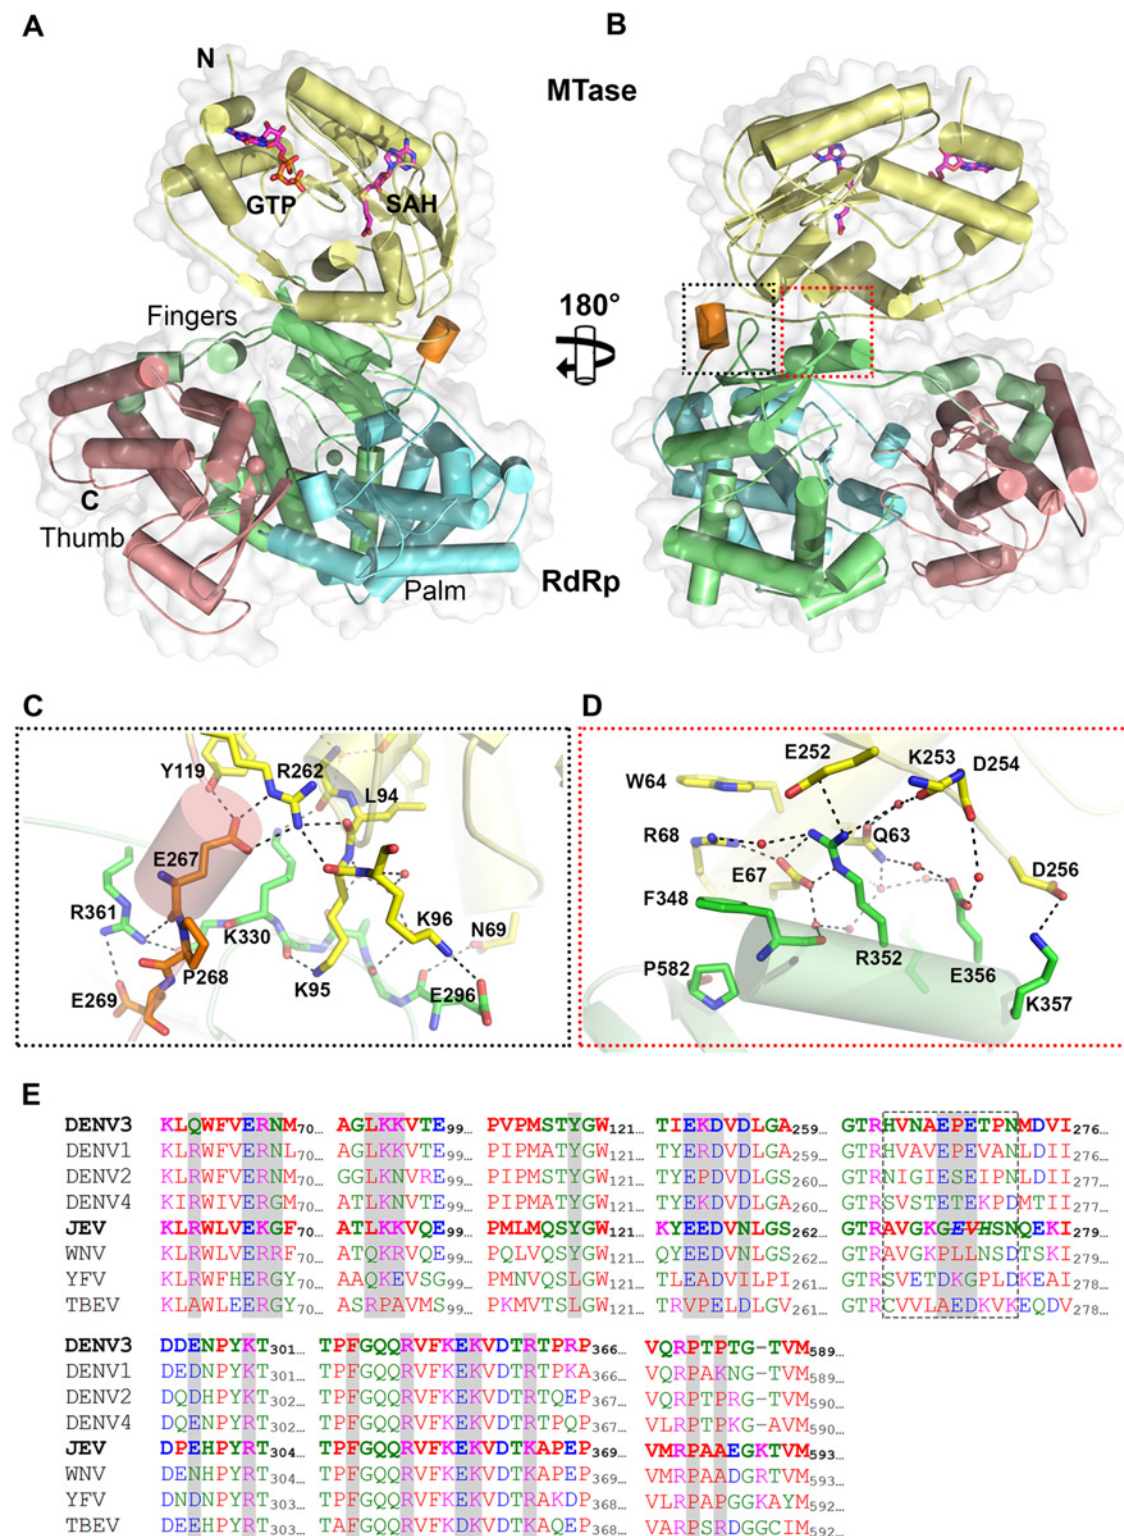 A
B
N
MTase
GTP
SAH
Fingers
180°
C
Thumb
Palm
RdRp
C
D
Y119
R262
L94
E267
R361
K330
K96
N69
P268
E269
K95
E296
E252
K253
D254
W64
R68
Q63
E67
D256
F348
R352
E356
P582
K357
E
DENV3 KLQWFVERNM70... AGLKKVTE99... PVPMSTYGW121... TIEKDVDLGA259... GTRHVNAEPETPNMDVI276...
DENV1 KLRWFVERNL70... AGLKKVTE99... PIPMATYGW121... TYERDVDLGA259... GTRHVAVEPEVANLDII276...
DENV2 KLRWFVERNM70... GGLKNVRE99... PIPMSTYGW121... TYEPDVDLGS260... GTRNIGIESEIPNLDII277...
DENV4 KIRWIVERGM70... ATLKNVTE99... PIPMATYGW121... TYEKDVDLGA260... GTRSVSTETEKPDMTII277...
JEV KLRWLVEKGF70... ATLKKVQE99... PMLMQSYGW121... KYEEDVNLGS262... GTRAVGKGEVHSNQEKI279...
WNV KLRWLVERRF70... ATQKRVQE99... PQLVQSYGW121... TYEEDVNLGS262... GTRAVGKPLLNSDTSKI279...
YFV KLRWFHERGY70... AAQKEVSG99... PMNVQSLGW121... TLEADVILPI261... GTRSVETDKGPLDKEAI278...
TBEV KLAWLEERGY70... ASRPAVMS99... PKMVTSLGW121... TRVPELDLGV261... GTRCVVLAEDKVKEQDV278...
DENV3 DDENPYKT301... TPFGQQRVFKEKVDTRTPRP366... VQRPTPTG-TVM589...
DENV1 DEDNPYKT301... TPFGQQRVFKEKVDTRTPKA366... VQRPAKNG-TVM589...
DENV2 DQDHPYKT302... TPFGQQRVFKEKVDTRTQEP367... VQRPTPRG-TVM590...
DENV4 DQENPYKT302... TPFGQQRVFKEKVDTRTPQP367... VLRPTPKG-AVM590...
JEV DPEHPYRT304... TPFGQQRVFKEKVDTKAPEP369... VMRPAAEGKTVM593...
WNV DENHPYRT304... TPFGQQRVFKEKVDTKAPEP369... VMRPAADGRTVM593...
YFV DNDNPYRT303... TPFGQQRVFKEKVDTRAKDP368... VLRPAPGGKAYM592...
TBEV DEEHPYRT303... TPFGQQRVFKDKVDTKAQEP368... VARPSRDGGCIM592...